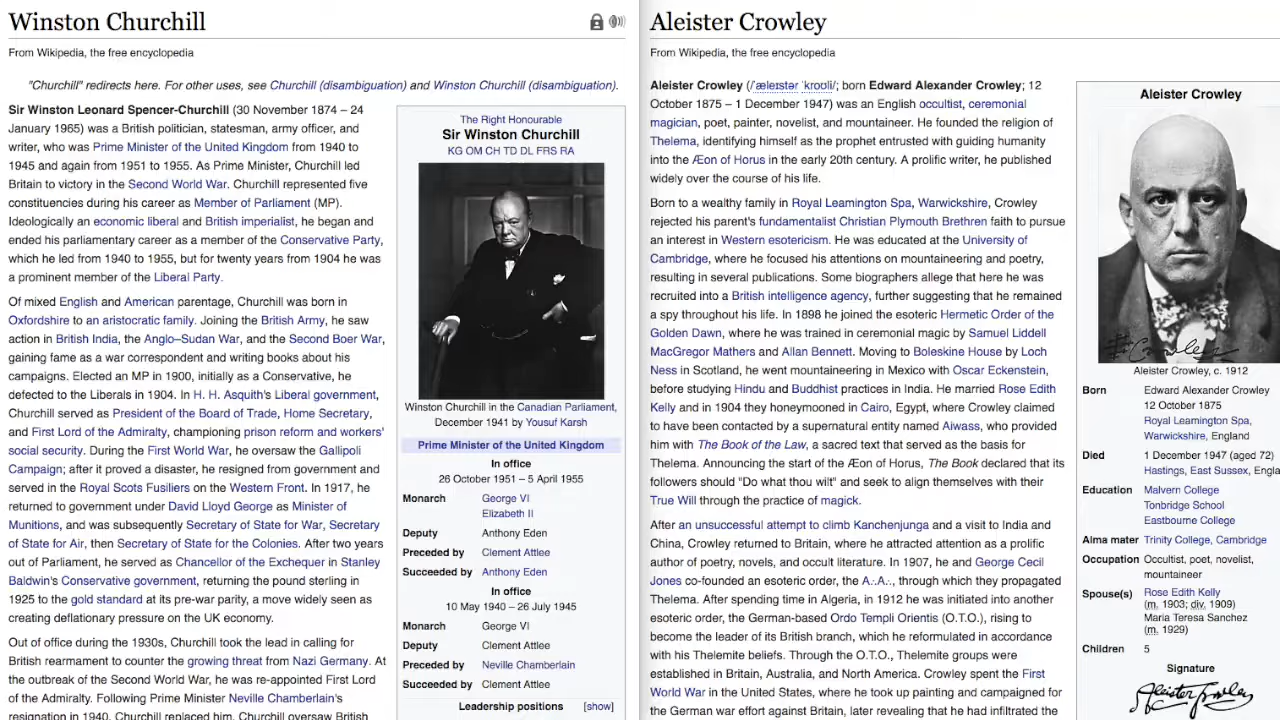 Winston Churchill
From Wikipedia, the free encyclopedia
"Churchill" redirects here. For other uses, see Churchill (disambiguation) and Winston Churchill (disambiguation).
Sir Winston Leonard Spencer-Churchill (30 November 1874 – 24
January 1965) was a British politician, statesman, army officer, and
writer, who was Prime Minister of the United Kingdom from 1940 to
1945 and again from 1951 to 1955. As Prime Minister, Churchill led
Britain to victory in the Second World War. Churchill represented five
constituencies during his career as Member of Parliament (MP).
Ideologically an economic liberal and British imperialist, he began and
ended his parliamentary career as a member of the Conservative Party,
which he led from 1940 to 1955, but for twenty years from 1904 he was
a prominent member of the Liberal Party.
Of mixed English and American parentage, Churchill was born in
Oxfordshire to an aristocratic family. Joining the British Army, he saw
action in British India, the Anglo–Sudan War, and the Second Boer War,
gaining fame as a war correspondent and writing books about his
campaigns. Elected an MP in 1900, initially as a Conservative, he
defected to the Liberals in 1904. In H. H. Asquith's Liberal government,
Churchill served as President of the Board of Trade, Home Secretary,
and First Lord of the Admiralty, championing prison reform and workers'
social security. During the First World War, he oversaw the Gallipoli
Campaign; after it proved a disaster, he resigned from government and
served in the Royal Scots Fusiliers on the Western Front. In 1917, he
returned to government under David Lloyd George as Minister of
Munitions, and was subsequently Secretary of State for War, Secretary
of State for Air, then Secretary of State for the Colonies. After two years
out of Parliament, he served as Chancellor of the Exchequer in Stanley
Baldwin's Conservative government, returning the pound sterling in
1925 to the gold standard at its pre-war parity, a move widely seen as
creating deflationary pressure on the UK economy.
Out of office during the 1930s, Churchill took the lead in calling for
British rearmament to counter the growing threat from Nazi Germany. At
the outbreak of the Second World War, he was re-appointed First Lord
of the Admiralty. Following Prime Minister Neville Chamberlain's
resignation in 1940, Churchill replaced him. Churchill oversaw British
The Right Honourable
Sir Winston Churchill
KG OM CH TD DL FRS RA
Winston Churchill in the Canadian Parliament,
December 1941 by Yousuf Karsh
Prime Minister of the United Kingdom
In office
26 October 1951 – 5 April 1955
Monarch George VI
Elizabeth II
Deputy Anthony Eden
Preceded by Clement Attlee
Succeeded by Anthony Eden
In office
10 May 1940 – 26 July 1945
Monarch George VI
Deputy Clement Attlee
Preceded by Neville Chamberlain
Succeeded by Clement Attlee
Leadership positions [show]
Aleister Crowley
From Wikipedia, the free encyclopedia
Aleister Crowley (/ˈæleɪstər ˈkroʊli/; born Edward Alexander Crowley; 12
October 1875 – 1 December 1947) was an English occultist, ceremonial
magician, poet, painter, novelist, and mountaineer. He founded the religion of
Thelema, identifying himself as the prophet entrusted with guiding humanity
into the Æon of Horus in the early 20th century. A prolific writer, he published
widely over the course of his life.
Born to a wealthy family in Royal Leamington Spa, Warwickshire, Crowley
rejected his parent's fundamentalist Christian Plymouth Brethren faith to pursue
an interest in Western esotericism. He was educated at the University of
Cambridge, where he focused his attentions on mountaineering and poetry,
resulting in several publications. Some biographers allege that here he was
recruited into a British intelligence agency, further suggesting that he remained
a spy throughout his life. In 1898 he joined the esoteric Hermetic Order of the
Golden Dawn, where he was trained in ceremonial magic by Samuel Liddell
MacGregor Mathers and Allan Bennett. Moving to Boleskine House by Loch
Ness in Scotland, he went mountaineering in Mexico with Oscar Eckenstein,
before studying Hindu and Buddhist practices in India. He married Rose Edith
Kelly and in 1904 they honeymooned in Cairo, Egypt, where Crowley claimed
to have been contacted by a supernatural entity named Aiwass, who provided
him with The Book of the Law, a sacred text that served as the basis for
Thelema. Announcing the start of the Æon of Horus, The Book declared that its
followers should "Do what thou wilt" and seek to align themselves with their
True Will through the practice of magick.
After an unsuccessful attempt to climb Kanchenjunga and a visit to India and
China, Crowley returned to Britain, where he attracted attention as a prolific
author of poetry, novels, and occult literature. In 1907, he and George Cecil
Jones co-founded an esoteric order, the A∴A∴, through which they propagated
Thelema. After spending time in Algeria, in 1912 he was initiated into another
esoteric order, the German-based Ordo Templi Orientis (O.T.O.), rising to
become the leader of its British branch, which he reformulated in accordance
with his Thelemite beliefs. Through the O.T.O., Thelemite groups were
established in Britain, Australia, and North America. Crowley spent the First
World War in the United States, where he took up painting and campaigned for
the German war effort against Britain, later revealing that he had infiltrated the
Aleister Crowley
Crowley
Aleister Crowley, c. 1912
Born Edward Alexander Crowley
12 October 1875
Royal Leamington Spa,
Warwickshire, England
Died 1 December 1947 (aged 72)
Hastings, East Sussex, Engla
Education Malvern College
Tonbridge School
Eastbourne College
Alma mater Trinity College, Cambridge
Occupation Occultist, poet, novelist,
mountaineer
Spouse(s) Rose Edith Kelly
(m. 1903; div. 1909)
Maria Teresa Sanchez
(m. 1929)
Children 5
Signature
Aleister Crowley